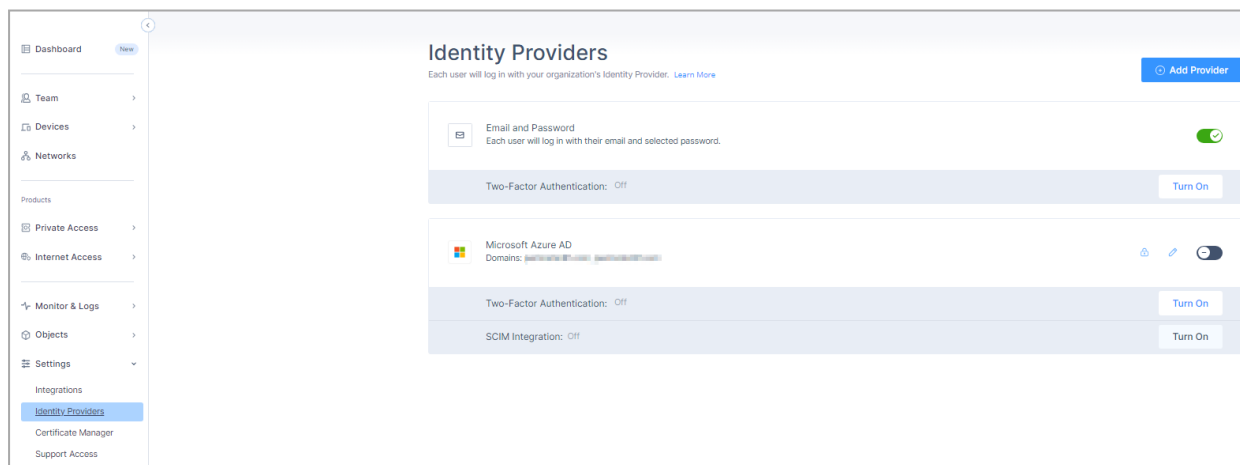 Dashboard
New
Team
Devices
Networks
Products
Private Access
Internet Access
Monitor & Logs
Objects
Settings
Integrations
Identity Providers
Certificate Manager
Support Access
Identity Providers
Each user will log in with your organization's Identity Provider. Learn More
Add Provider
Email and Password
Each user will log in with their email and selected password.
Two-Factor Authentication: Off
Turn On
Microsoft Azure AD
Domains:
Two-Factor Authentication: Off
Turn On
SCIM Integration: Off
Turn On